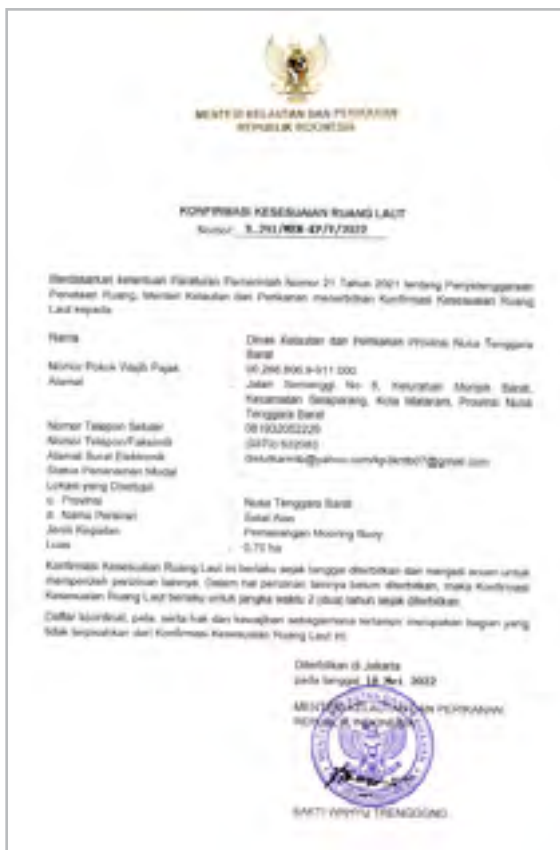 MENTERI KELAUTAN DAN PERIKANAN
REPUBLIK INDONESIA
KONFIRMASI KESESUAIAN RUANG LAUT
Nomor:
Berdasarkan ketentuan Peraturan Pemerintah Nomor 21 Tahun 2021 tentang Penyelenggaraan
Penataan Ruang, Menteri Kelautan dan Perikanan menerbitkan Konfirmasi Kesesuaian Ruang
Laut kepada:
Nama : Dinas Kelautan dan Perikanan Provinsi Nusa Tenggara
Barat
Nomor Pokok Wajib Pajak
Alamat : Jalan Semanggi No 8, Kelurahan Monjok Barat,
Kecamatan Selaparang, Kota Mataram, Provinsi Nusa
Tenggara Barat
Nomor Telepon Seluler
Nomor Telepon/Faksimili
Alamat Surat Elektronik
Status Penanaman Modal
Lokasi yang Disetujui
Provinsi : Nusa Tenggara Barat
Nama Perairan : Selat Alas
Jenis Kegiatan : Pemasangan Mooring Buoy
Luas : 0,70 ha
Konfirmasi Kesesuaian Ruang Laut ini berlaku sejak tanggal diterbitkan dan menjadi acuan untuk
memperoleh perizinan lainnya. Dalam hal perizinan lainnya belum diterbitkan, maka Konfirmasi
Kesesuaian Ruang Laut berlaku untuk jangka waktu 2 (dua) tahun sejak diterbitkan.
Daftar koordinat, peta, serta hak dan kewajiban sebagaimana terlampir merupakan bagian yang
tidak terpisahkan dari Konfirmasi Kesesuaian Ruang Laut ini.
Diterbitkan di Jakarta
pada tanggal 18 Mei 2022
MENTERI KELAUTAN DAN PERIKANAN
REPUBLIK INDONESIA
SAKTI WAHYU TRENGGONO